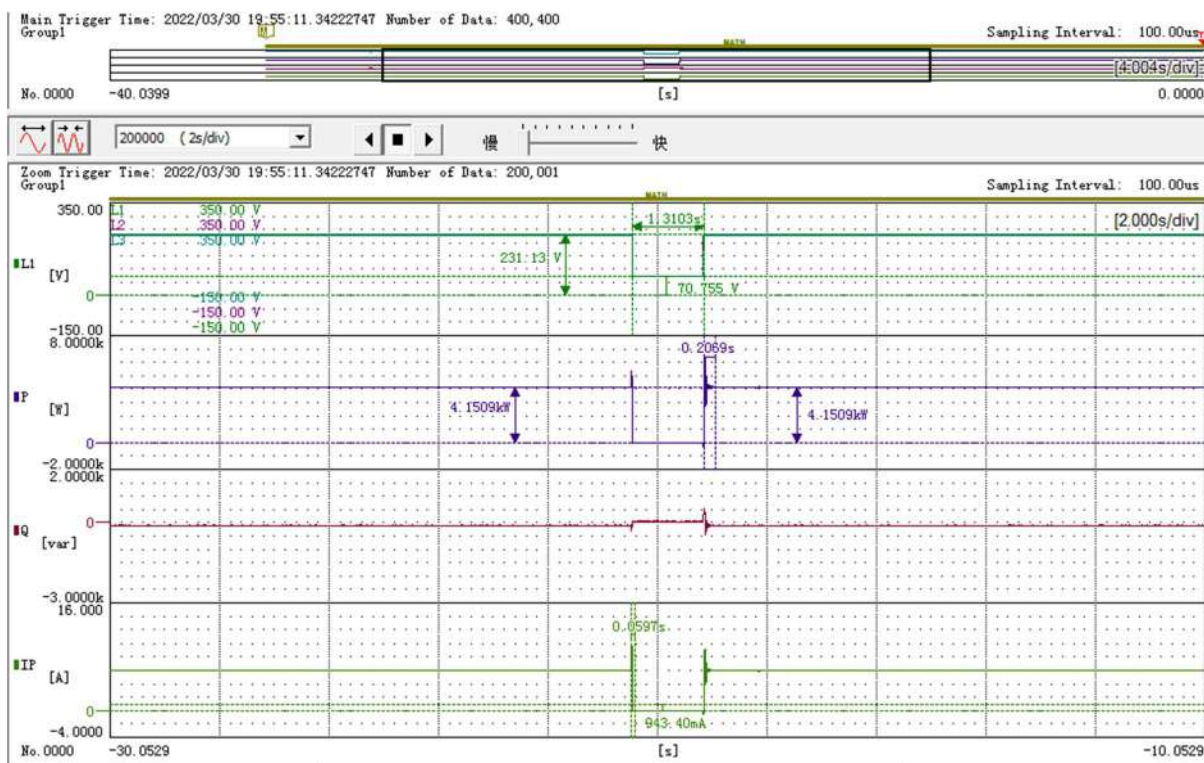 Main Trigger Time: 2022/03/30 19:55:11.34222747 Number of Data: 400,400
Group1 Sampling Interval: 100.00us
M
MATH
[4.004s/div]
No.0000 -40.0399 [s] 0.0000
200000 ( 2s/div) 慢 快
Zoom Trigger Time: 2022/03/30 19:55:11.34222747 Number of Data: 200,001
Group1 Sampling Interval: 100.00us
MATH
350.00 L1 350.00 V 1.3103s [2.000s/div]
L2 350.00 V
L3 350.00 V
L1 231.13 V
[V] 70.755 V
0 -150.00 V
-150.00 V
-150.00 -150.00 V
8.0000k 0.2069s
P
[W] 4.1509kW 4.1509kW
0
-2.0000k
2.0000k
0
Q
[var]
-3.0000k
16.000
0.0597s
IP
[A]
0 943.40mA
-4.0000
No.0000 -30.0529 [s] -10.0529